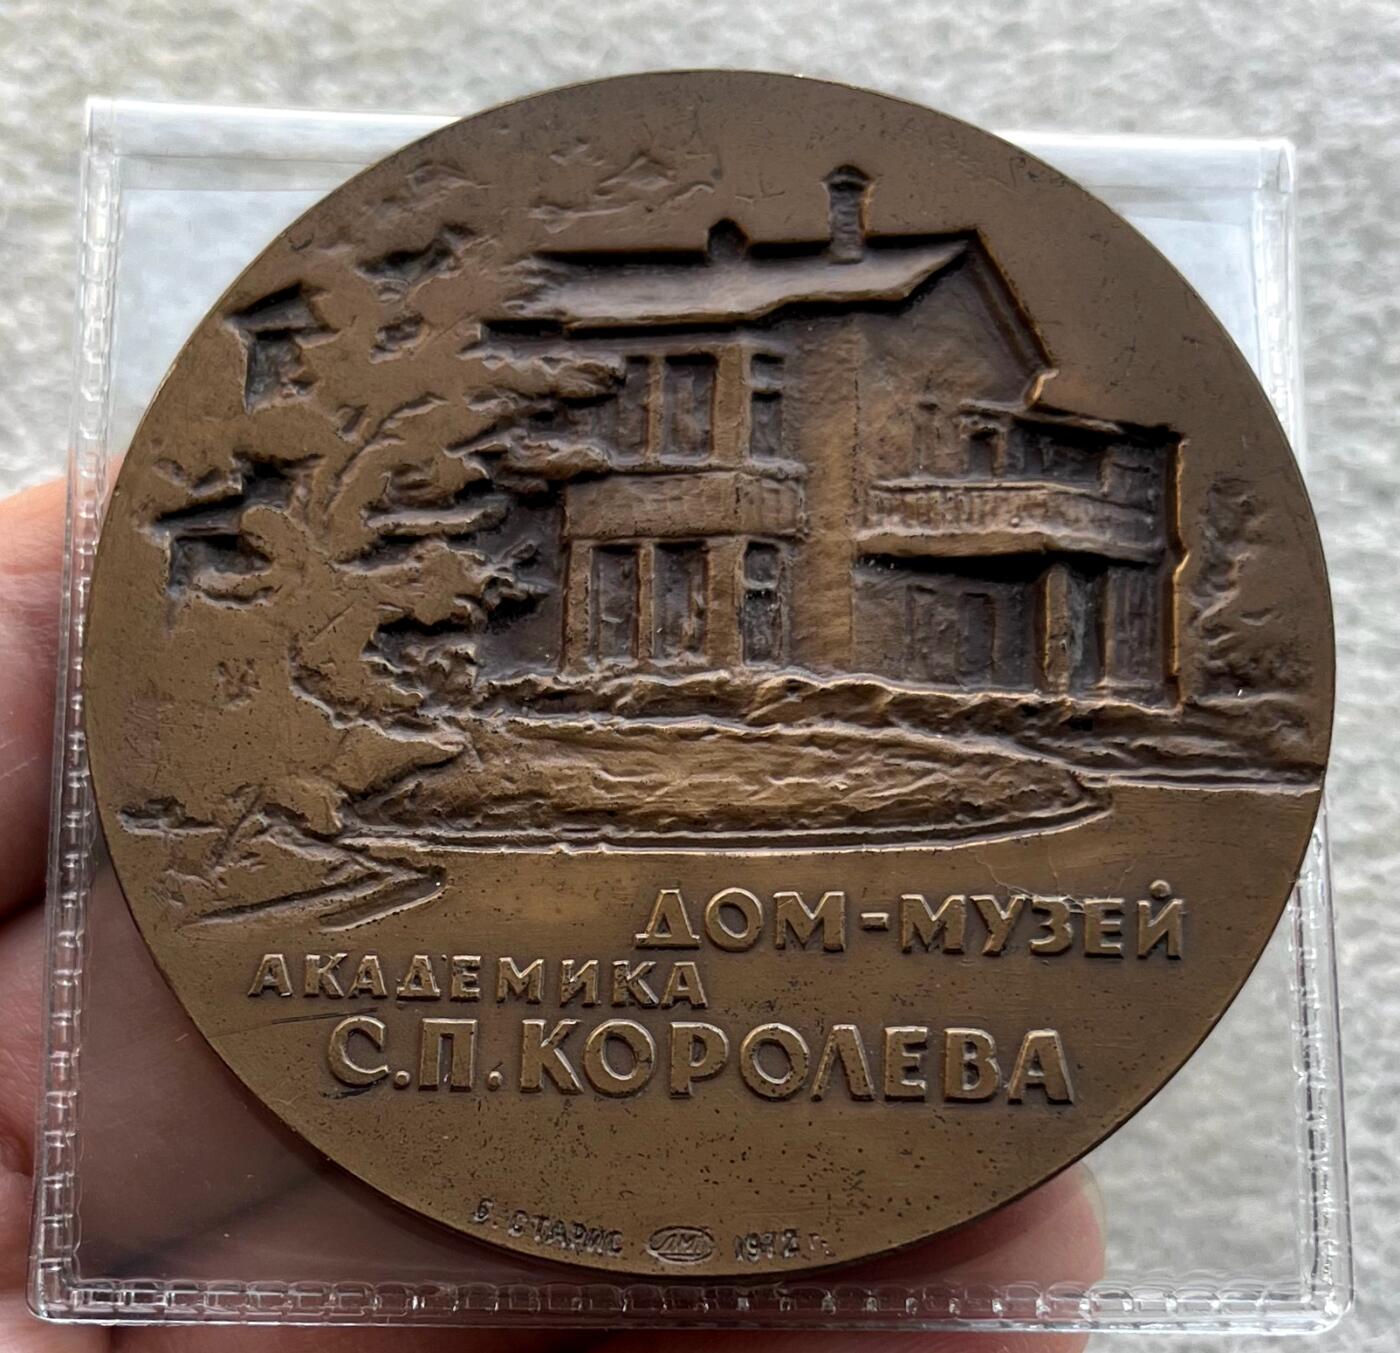 ДОМ-МУЗЕЙ
АКАДЕМИКА
С.П.КОРОЛЕВА
Б. СТАРИС ЛМД 1972 г.